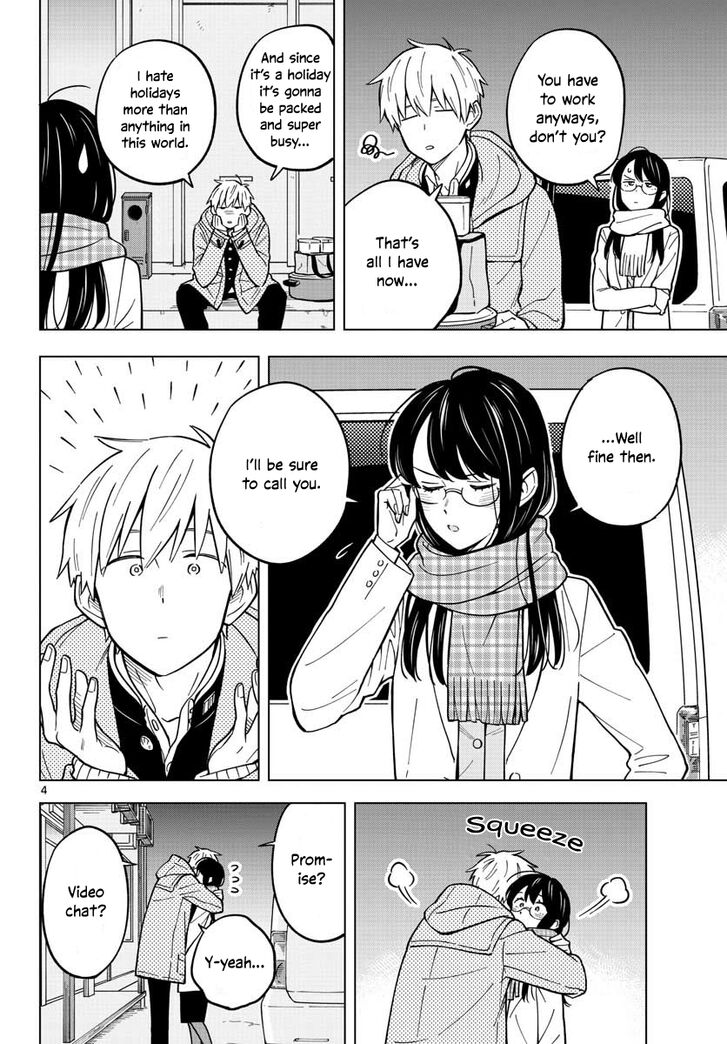 You have
to work
anyways,
don't you?
That's
all I have
now...
And since
it's a holiday
it's gonna
be packed
and super
busy...
I hate
holidays
more than
anything in
this world.
...Well
fine then.
I'll be sure
to call you.
Squeeze
Prom-
ise?
Y-yeah...
Video
chat?
4